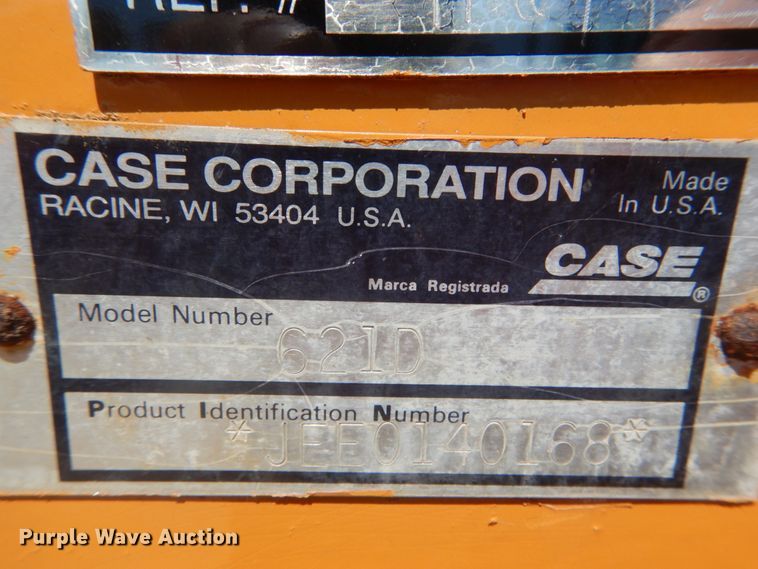 REF. #
CASE CORPORATION
RACINE, WI 53404 U.S.A.
Made
In U.S.A.
Marca Registrada
CASE ®
Model Number
621D
Product Identification Number
*JEE0140168*
Purple Wave Auction